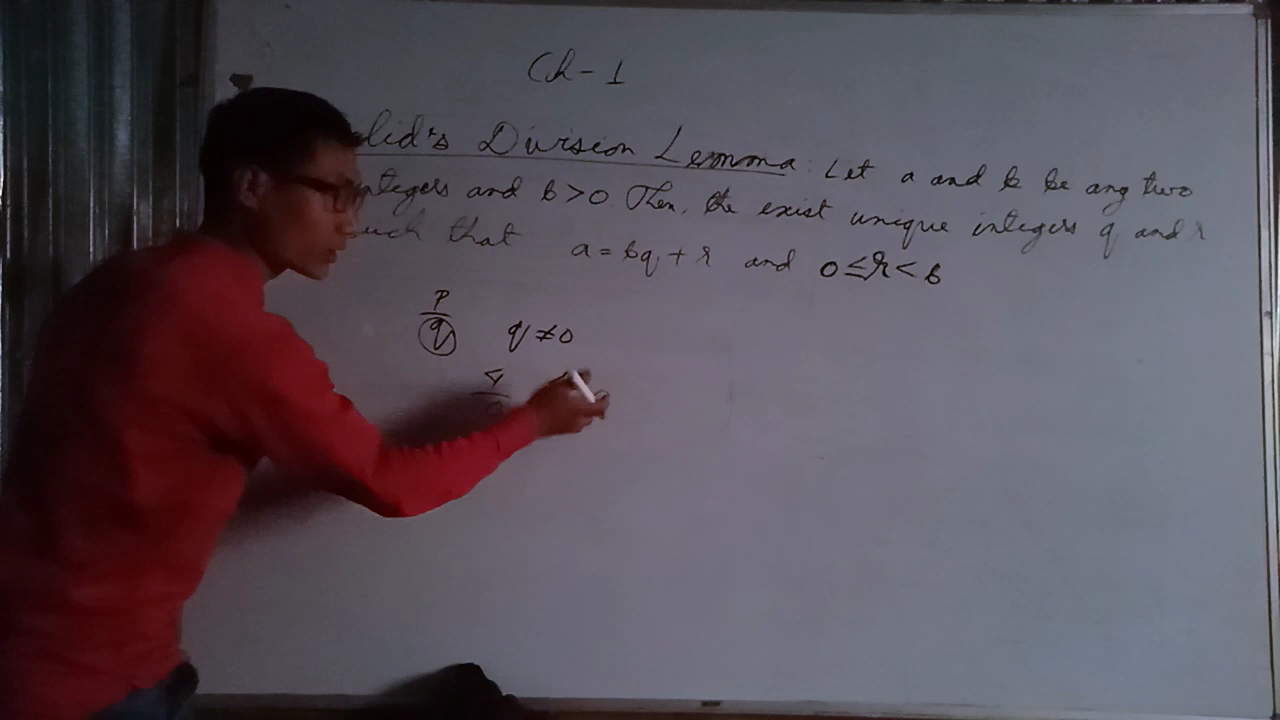 Ch-1
lid's Division Lemma: Let a and b be any two
ntegers and b>0 Then, the exist unique integers q and r
uch that a=bq+r and 0≤r<b
p/q q≠0